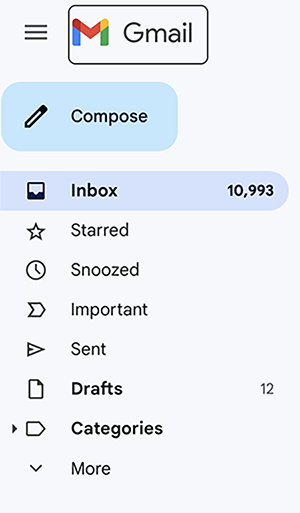 Gmail
Compose
Inbox 10,993
Starred
Snoozed
Important
Sent
Drafts 12
Categories
More